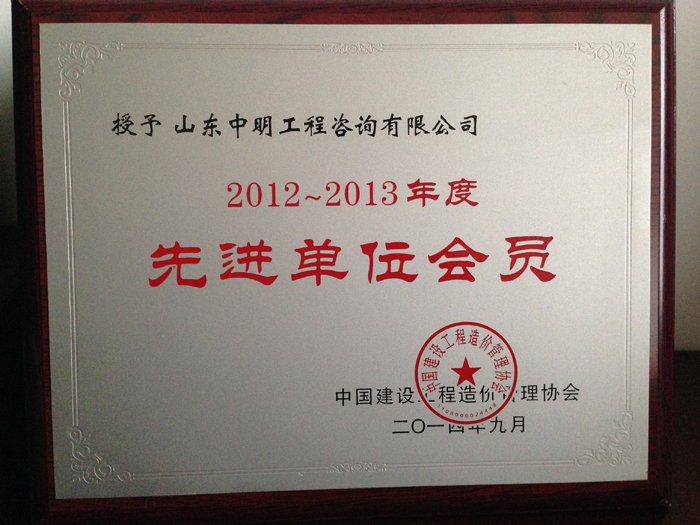 授予 山东中明工程咨询有限公司
2012~2013年度
先进单位会员
中国建设工程造价管理协会
中国建设工程造价管理协会
二〇一四年九月